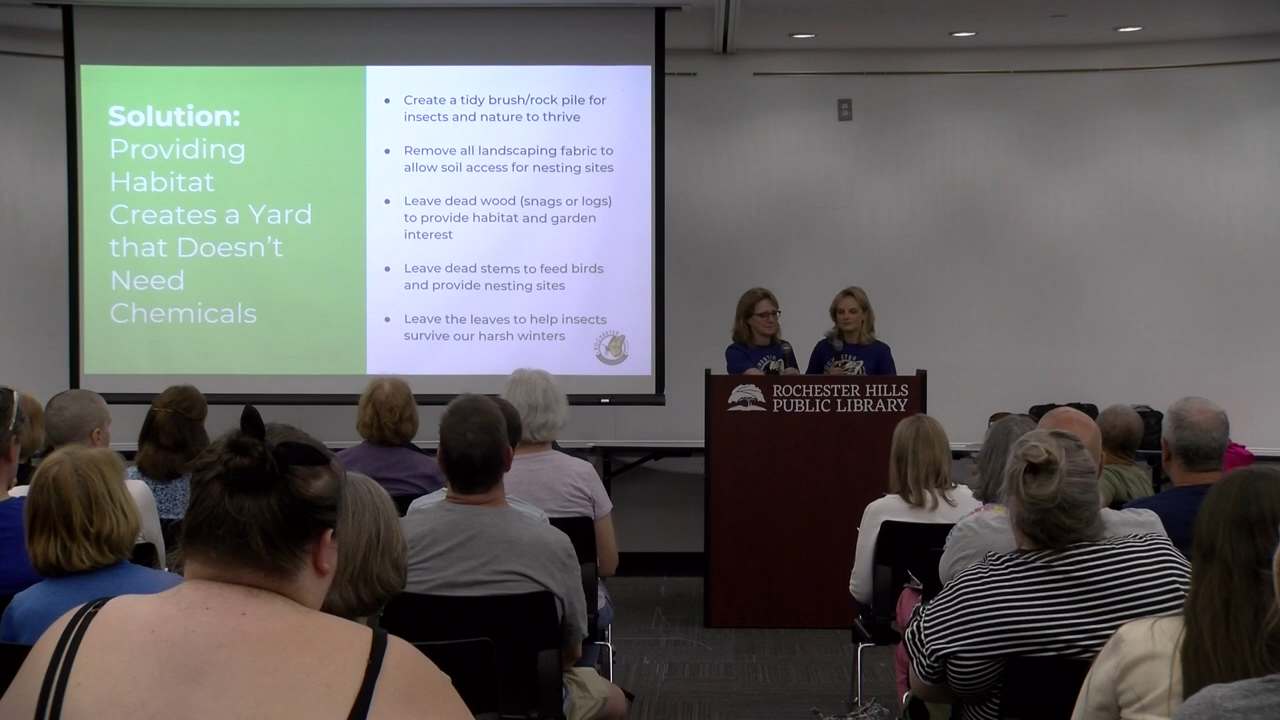 Solution:
Providing
Habitat
Creates a Yard
that Doesn't
Need
Chemicals
• Create a tidy brush/rock pile for
insects and nature to thrive
• Remove all landscaping fabric to
allow soil access for nesting sites
• Leave dead wood (snags or logs)
to provide habitat and garden
interest
• Leave dead stems to feed birds
and provide nesting sites
• Leave the leaves to help insects
survive our harsh winters
ROCHESTER
ROCHESTER HILLS
PUBLIC LIBRARY